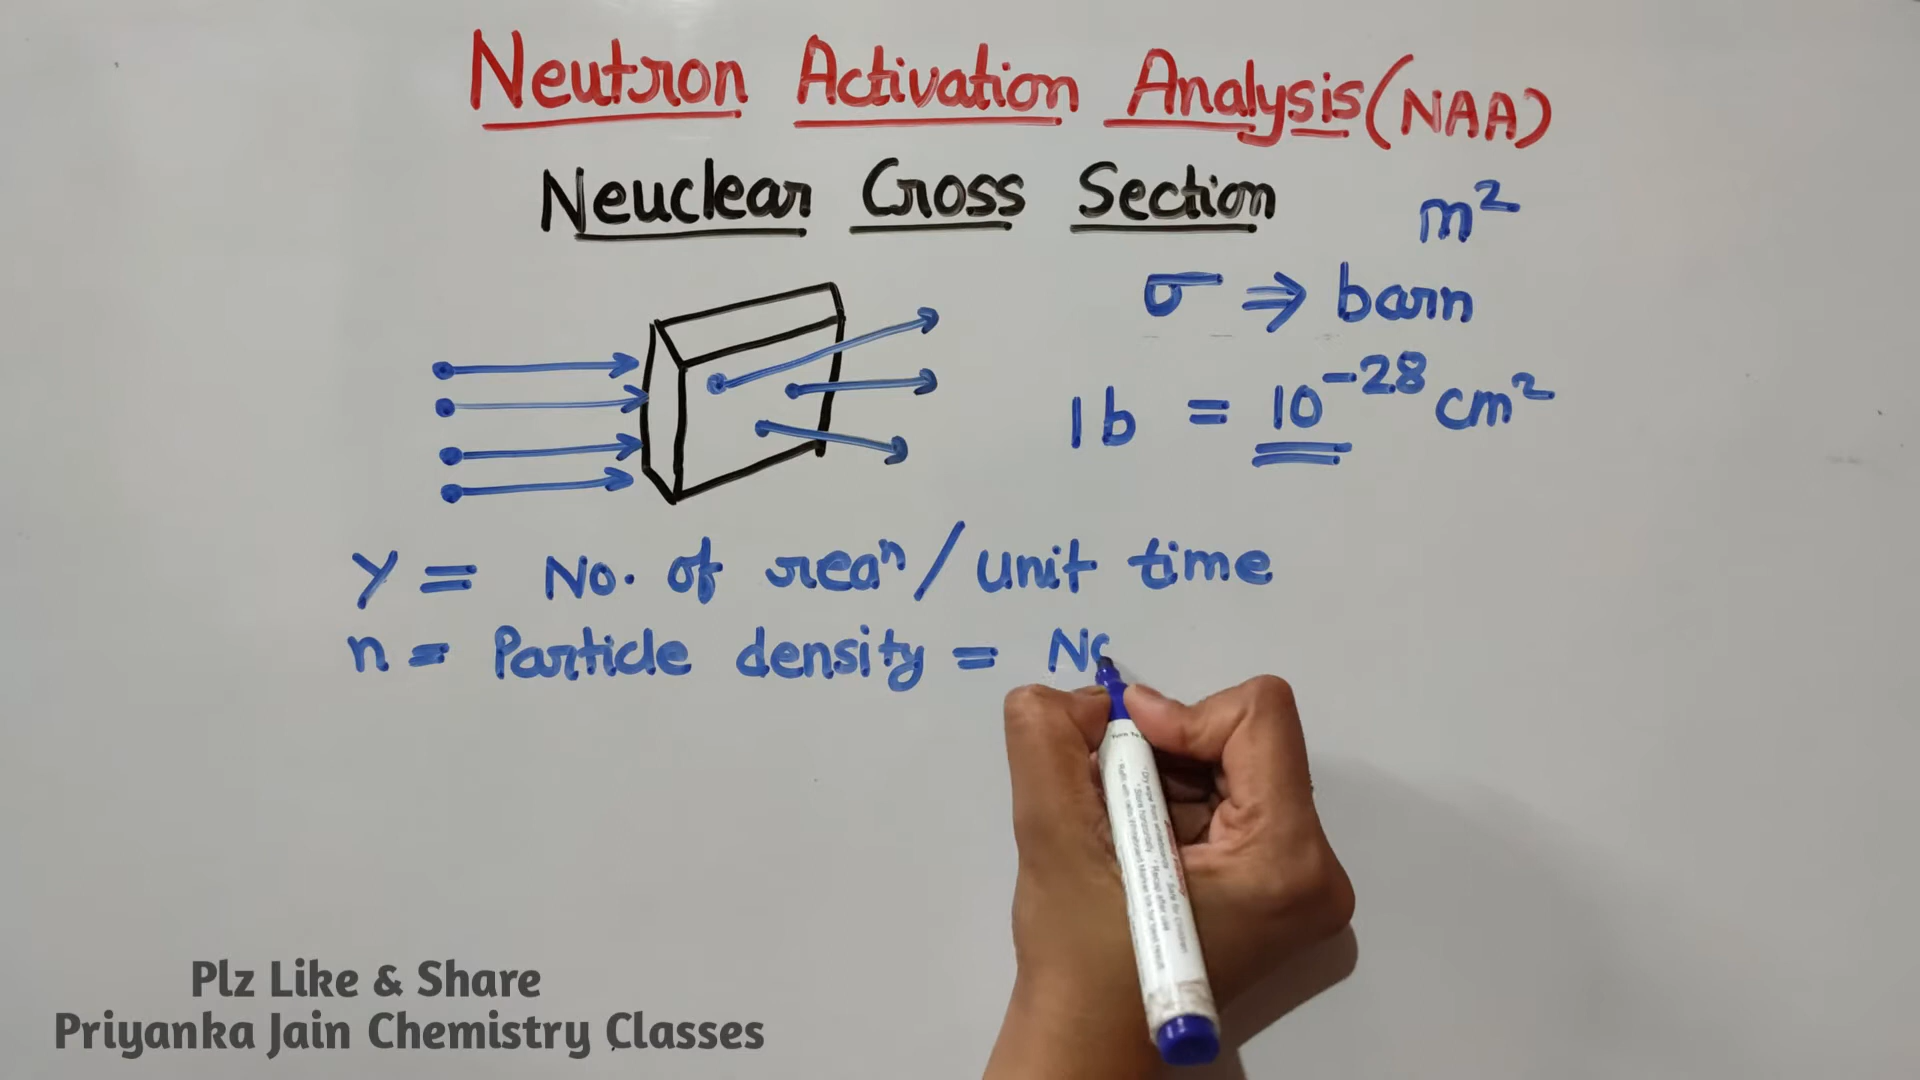 Neutron Activation Analysis (NAA)
Neuclear Cross Section
m²
σ ⇒ barn
1b = 10⁻²⁸ cm²
y = No. of reaⁿ / unit time
n = Particle density = No
Plz Like & Share
Priyanka Jain Chemistry Classes